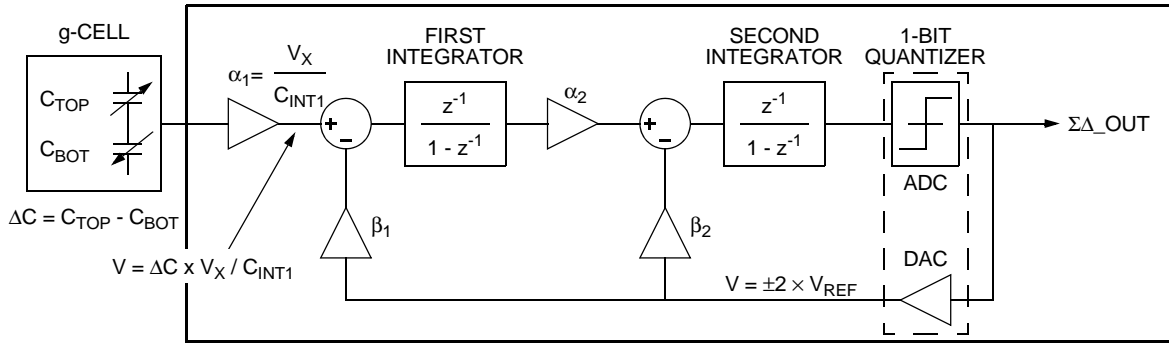 g-CELL
C_TOP
C_BOT
ΔC = C_TOP - C_BOT
α₁= V_X / C_INT1
V = ΔC x V_X / C_INT1
+
−
β₁
FIRST
INTEGRATOR
z⁻¹
1 - z⁻¹
α₂
+
−
β₂
SECOND
INTEGRATOR
z⁻¹
1 - z⁻¹
1-BIT
QUANTIZER
ADC
DAC
V = ±2 × V_REF
ΣΔ_OUT